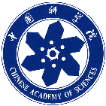 中国科学院
CHINESE ACADEMY OF SCIENCES